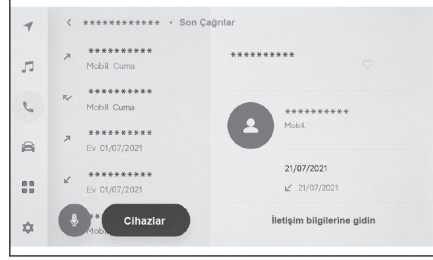 ************ • Son Çağrılar
**********
Mobil Cuma
**********
Mobil Cuma
**********
Ev 01/07/2021
**********
Ev 01/07/2021
**
Mobi
Cihazlar
**********
**********
Mobil
21/07/2021
21/07/2021
İletişim bilgilerine gidin